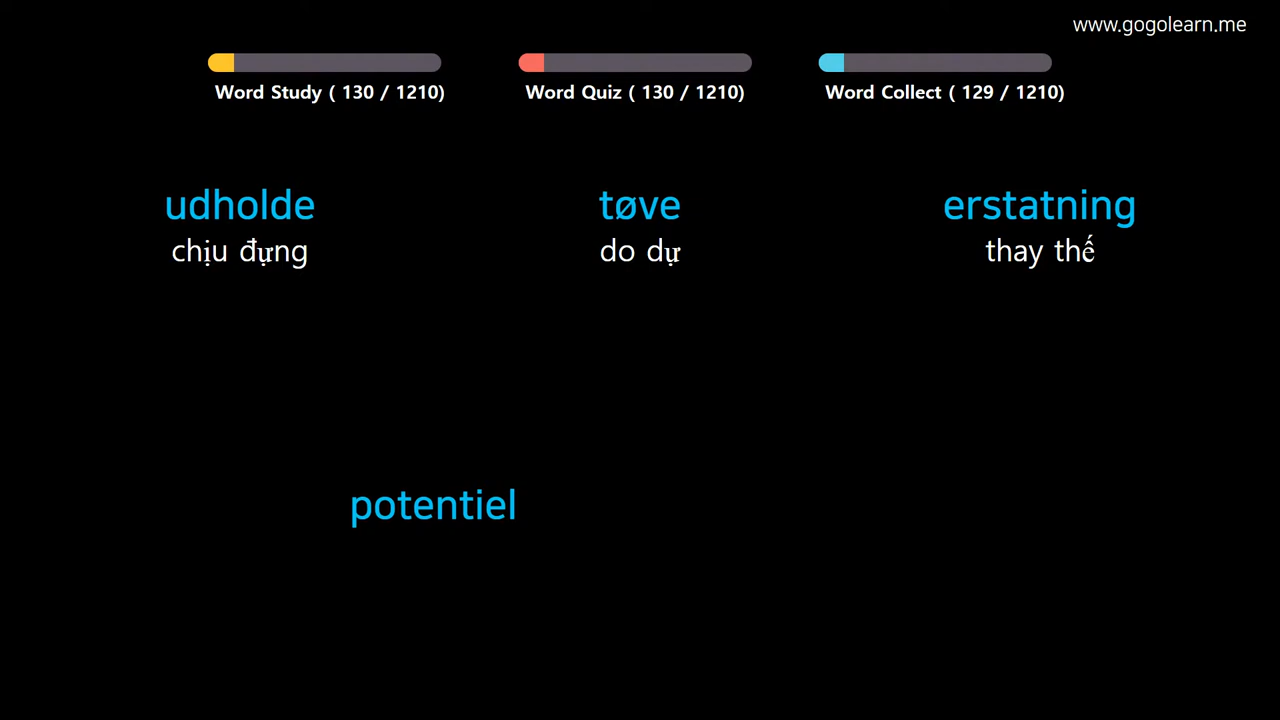 www.gogolearn.me
Word Study ( 130 / 1210)
Word Quiz ( 130 / 1210)
Word Collect ( 129 / 1210)
udholde
chịu đựng
tøve
do dự
erstatning
thay thế
potentiel